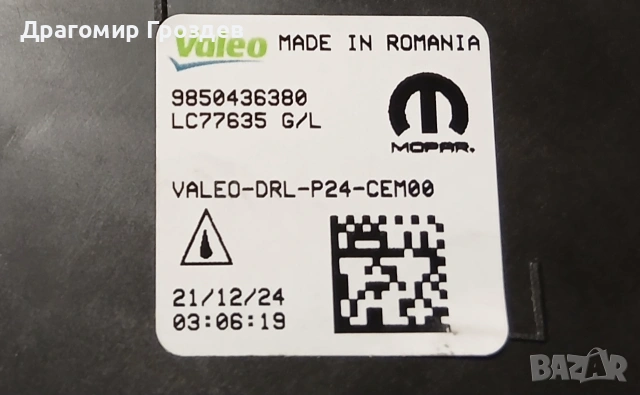 Драгомир Гроздев
Valeo MADE IN ROMANIA
9850436380
LC77635 G/L
MOPAR.
VALEO-DRL-P24-CEM00
21/12/24
03:06:19
BAZAR